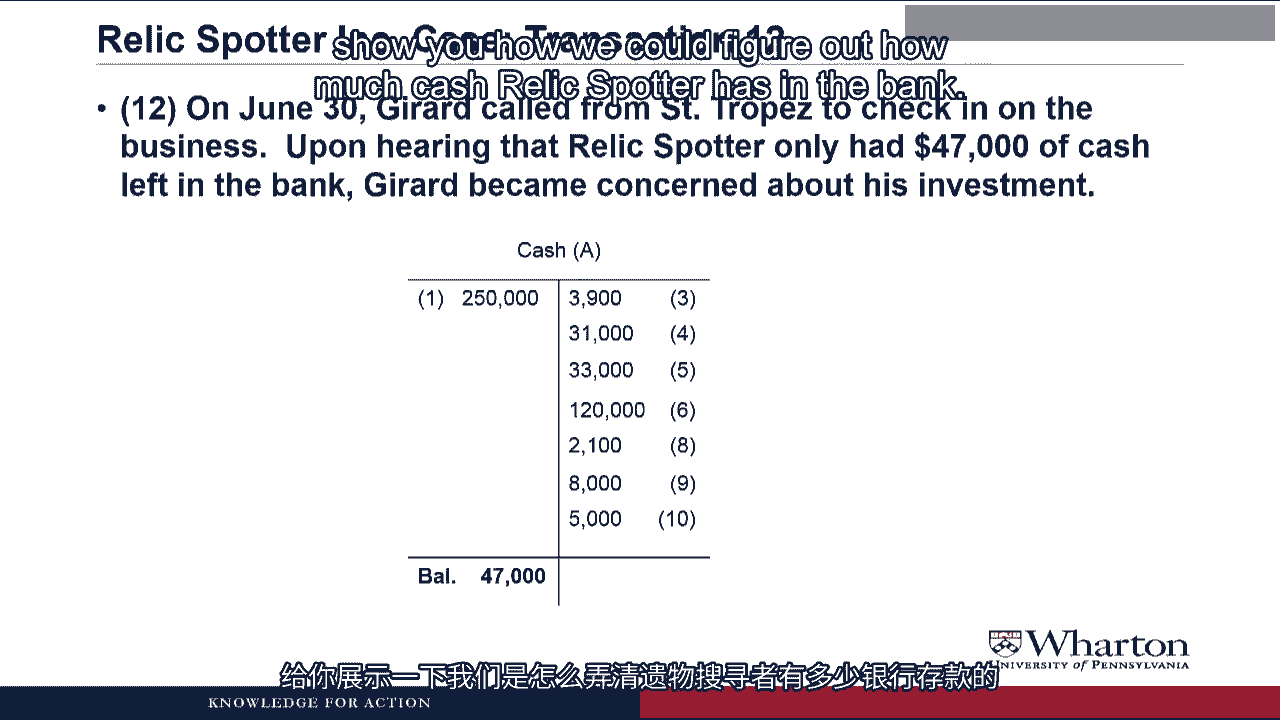 Relic Spotter Inc. Case: Transaction 12
show you how we could figure out how
much cash Relic Spotter has in the bank.
• (12) On June 30, Girard called from St. Tropez to check in on the
business. Upon hearing that Relic Spotter only had $47,000 of cash
left in the bank, Girard became concerned about his investment.
Cash (A)
(1) 250,000 3,900 (3)
31,000 (4)
33,000 (5)
120,000 (6)
2,100 (8)
8,000 (9)
5,000 (10)
Bal. 47,000
Wharton
UNIVERSITY of PENNSYLVANIA
给你展示一下我们是怎么弄清遗物搜寻者有多少银行存款的
KNOWLEDGE FOR ACTION